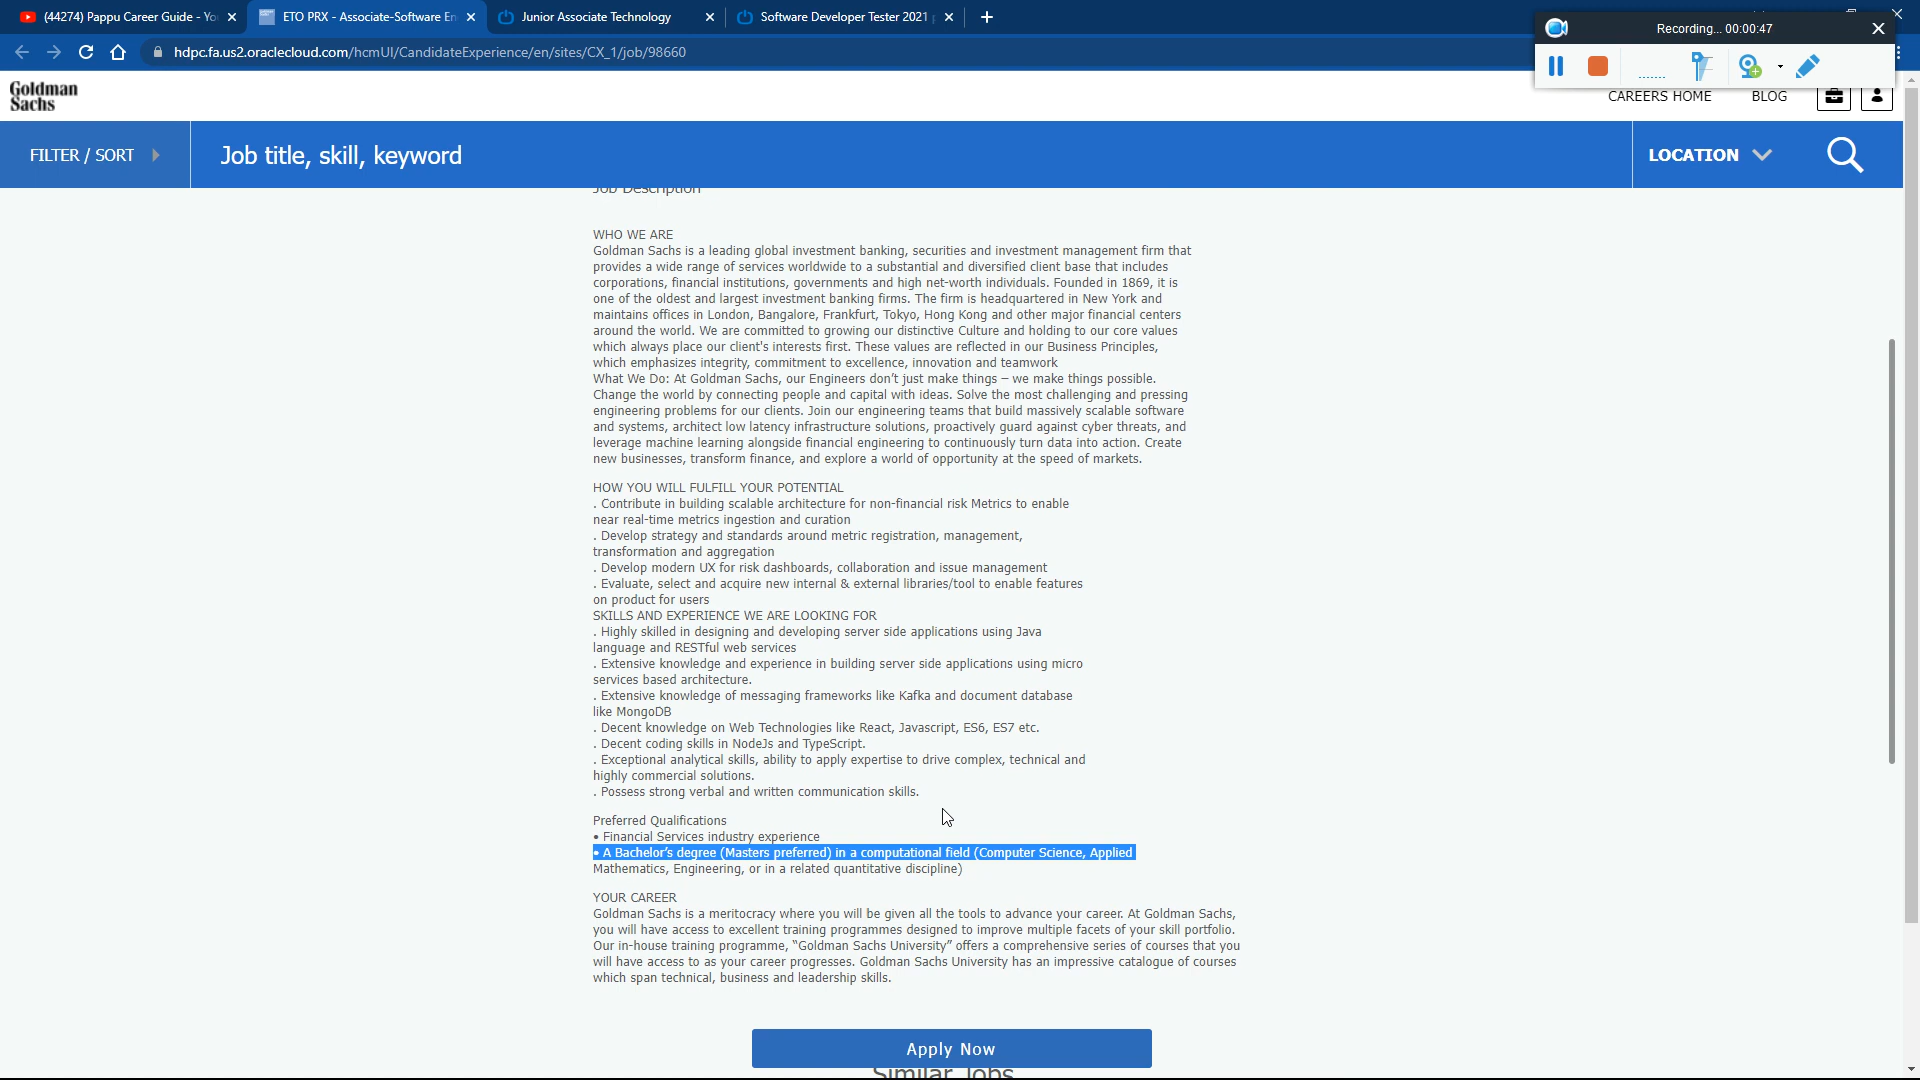 (44274) Pappu Career Guide - Yo
ETO PRX - Associate-Software En
Junior Associate Technology
Software Developer Tester 2021
Recording... 00:00:47
hdpc.fa.us2.oraclecloud.com/hcmUI/CandidateExperience/en/sites/CX_1/job/98660
Goldman
Sachs
CAREERS HOME
BLOG
FILTER / SORT
Job title, skill, keyword
LOCATION
Job Description
WHO WE ARE
Goldman Sachs is a leading global investment banking, securities and investment management firm that
provides a wide range of services worldwide to a substantial and diversified client base that includes
corporations, financial institutions, governments and high net-worth individuals. Founded in 1869, it is
one of the oldest and largest investment banking firms. The firm is headquartered in New York and
maintains offices in London, Bangalore, Frankfurt, Tokyo, Hong Kong and other major financial centers
around the world. We are committed to growing our distinctive Culture and holding to our core values
which always place our client's interests first. These values are reflected in our Business Principles,
which emphasizes integrity, commitment to excellence, innovation and teamwork
What We Do: At Goldman Sachs, our Engineers don't just make things – we make things possible.
Change the world by connecting people and capital with ideas. Solve the most challenging and pressing
engineering problems for our clients. Join our engineering teams that build massively scalable software
and systems, architect low latency infrastructure solutions, proactively guard against cyber threats, and
leverage machine learning alongside financial engineering to continuously turn data into action. Create
new businesses, transform finance, and explore a world of opportunity at the speed of markets.
HOW YOU WILL FULFILL YOUR POTENTIAL
. Contribute in building scalable architecture for non-financial risk Metrics to enable
near real-time metrics ingestion and curation
. Develop strategy and standards around metric registration, management,
transformation and aggregation
. Develop modern UX for risk dashboards, collaboration and issue management
. Evaluate, select and acquire new internal & external libraries/tool to enable features
on product for users
SKILLS AND EXPERIENCE WE ARE LOOKING FOR
. Highly skilled in designing and developing server side applications using Java
language and RESTful web services
. Extensive knowledge and experience in building server side applications using micro
services based architecture.
. Extensive knowledge of messaging frameworks like Kafka and document database
like MongoDB
. Decent knowledge on Web Technologies like React, Javascript, ES6, ES7 etc.
. Decent coding skills in NodeJs and TypeScript.
. Exceptional analytical skills, ability to apply expertise to drive complex, technical and
highly commercial solutions.
. Possess strong verbal and written communication skills.
Preferred Qualifications
• Financial Services industry experience
• A Bachelor's degree (Masters preferred) in a computational field (Computer Science, Applied
Mathematics, Engineering, or in a related quantitative discipline)
YOUR CAREER
Goldman Sachs is a meritocracy where you will be given all the tools to advance your career. At Goldman Sachs,
you will have access to excellent training programmes designed to improve multiple facets of your skill portfolio.
Our in-house training programme, "Goldman Sachs University" offers a comprehensive series of courses that you
will have access to as your career progresses. Goldman Sachs University has an impressive catalogue of courses
which span technical, business and leadership skills.
Apply Now
Similar Jobs